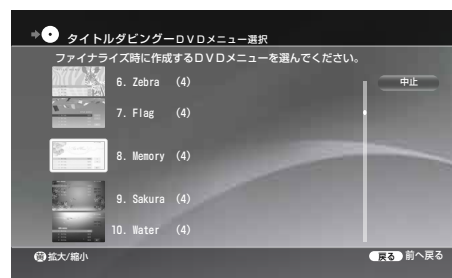 タイトルダビングーDVDメニュー選択
ファイナライズ時に作成するDVDメニューを選んでください。
6. Zebra (4)
中止
7. Flag (4)
8. Memory (4)
9. Sakura (4)
10. Water (4)
拡大/縮小
戻る 前へ戻る